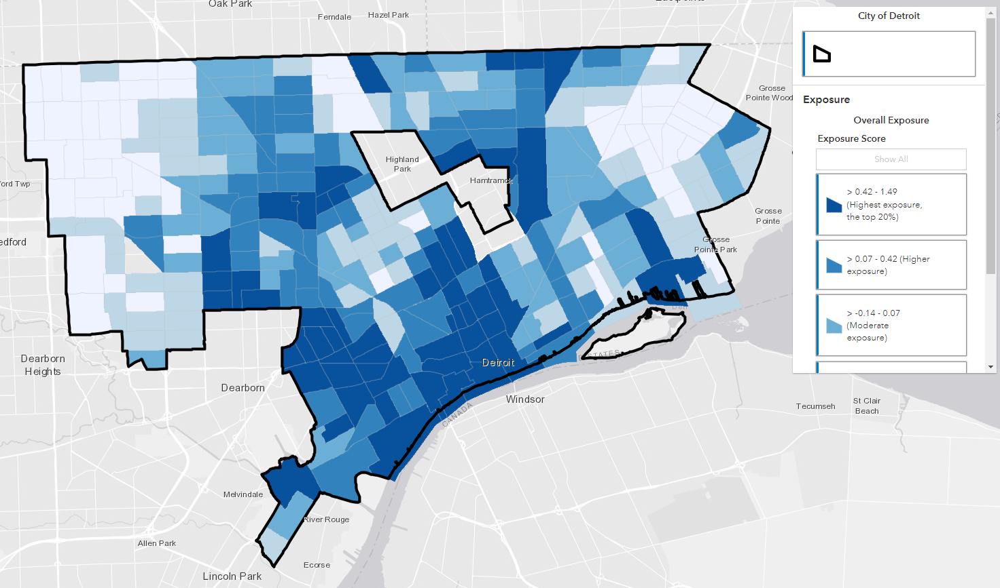 Oak Park
Ferndale
Hazel Park
City of Detroit
Grosse
Pointe Wood
Exposure
Overall Exposure
Exposure Score
Show All
> 0.42 - 1.49
(Highest exposure,
the top 20%)
> 0.07 - 0.42 (Higher
exposure)
> -0.14 - 0.07
(Moderate
exposure)
Highland
Park
Hamtramck
ford Twp
Grosse
Pointe
edford
Grosse
Pointe Park
Dearborn
Heights
Detroit
STATES
Dearborn
Windsor
CANADA
Tecumseh
St Clair
Beach
Melvindale
River Rouge
Allen Park
Ecorse
Lincoln Park